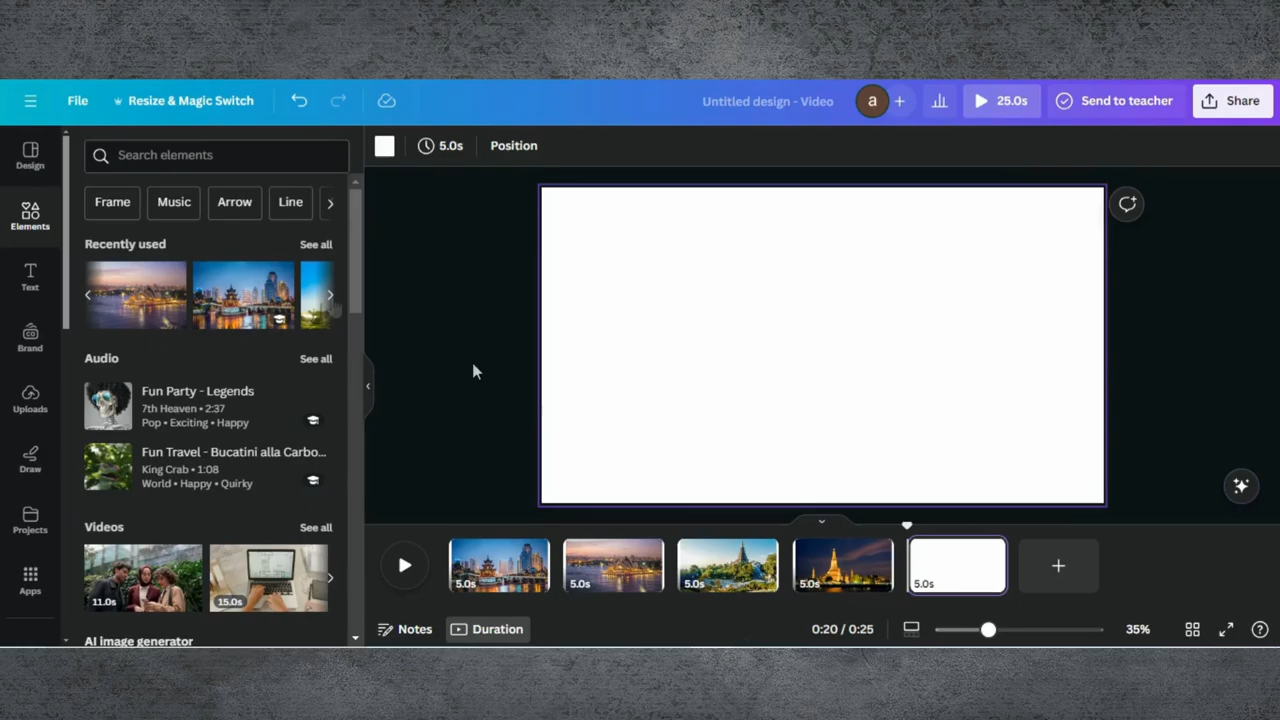 File
Resize & Magic Switch
Untitled design - Video
a
25.0s
Send to teacher
Share
Design
Elements
Text
Brand
CO
Uploads
Draw
Projects
Apps
Search elements
Frame
Music
Arrow
Line
Recently used
See all
Audio
See all
Fun Party - Legends
7th Heaven • 2:37
Pop • Exciting • Happy
Fun Travel - Bucatini alla Carbo...
King Crab • 1:08
World • Happy • Quirky
Videos
See all
11.0s
15.0s
AI image generator
5.0s
Position
5.0s
5.0s
5.0s
5.0s
5.0s
Notes
Duration
0:20 / 0:25
35%